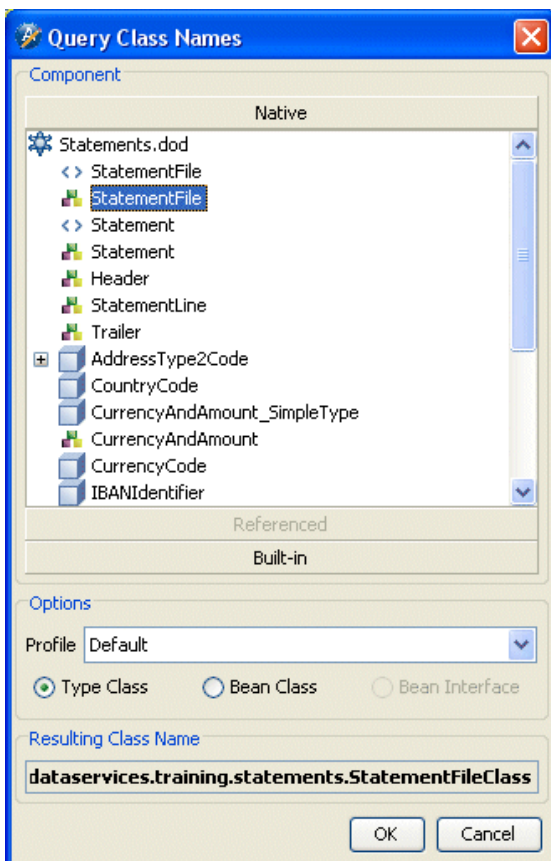 Query Class Names
Component
Native
Statements.dod
StatementFile
StatementFile
Statement
Statement
Header
StatementLine
Trailer
AddressType2Code
CountryCode
CurrencyAndAmount_SimpleType
CurrencyAndAmount
CurrencyCode
IBANIdentifier
Referenced
Built-in
Options
Profile Default
Type Class Bean Class Bean Interface
Resulting Class Name
dataservices.training.statements.StatementFileClass
OK Cancel